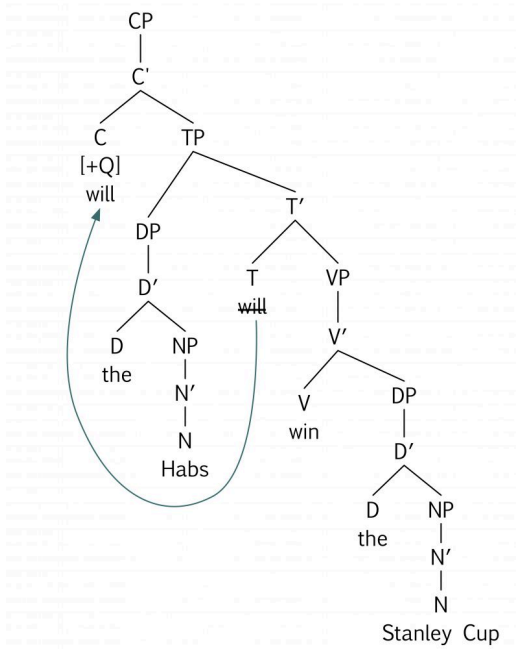 CP
C'
C TP
[+Q]
will
T′
DP
T VP
D′
will
D NP
V′
the
N′
V DP
win
N
D′
Habs
D NP
the
N′
N
Stanley Cup